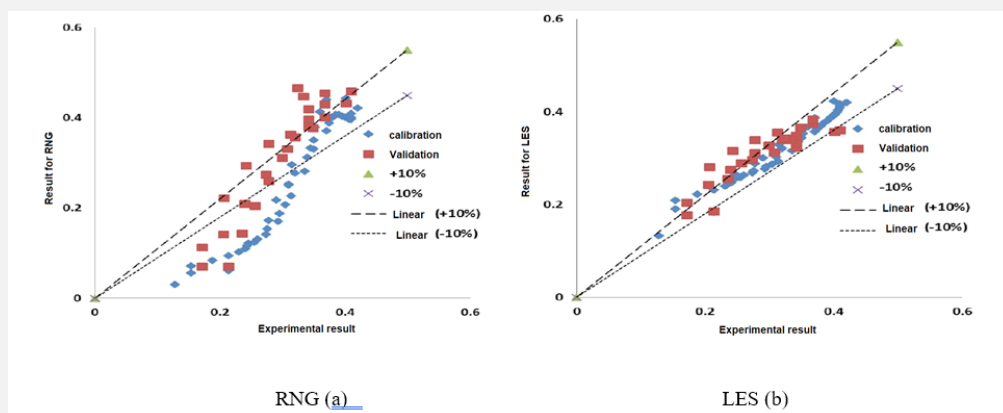 0.6
0.4
0.2
0
0
0.2
0.4
0.6
Result for RNG
Experimental result
calibration
Validation
+10%
-10%
Linear (+10%)
Linear (-10%)
RNG (a)
0.6
0.4
0.2
0
0
0.2
0.4
0.6
Result for LES
Experimental result
calibration
Validation
+10%
-10%
Linear (+10%)
Linear (-10%)
LES (b)